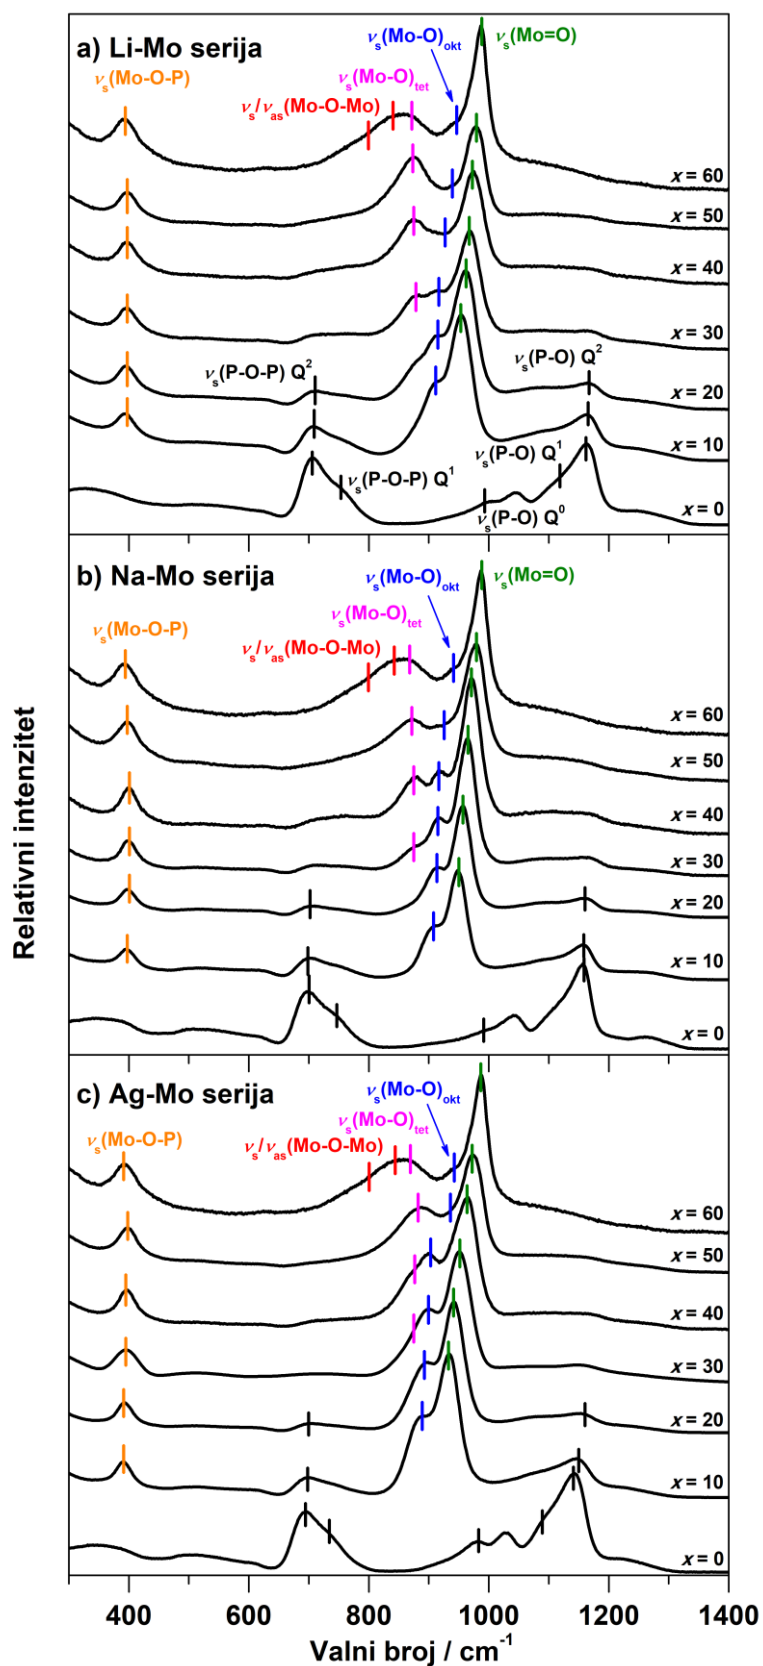 a) Li-Mo serija
νs(Mo-O)okt
νs(Mo=O)
νs(Mo-O-P)
νs(Mo-O)tet
νs/νas(Mo-O-Mo)
x = 60
x = 50
x = 40
x = 30
νs(P-O-P) Q²
νs(P-O) Q²
x = 20
x = 10
νs(P-O) Q¹
νs(P-O-P) Q¹
νs(P-O) Q⁰
x = 0
b) Na-Mo serija
νs(Mo-O)okt
νs(Mo=O)
νs(Mo-O)tet
νs(Mo-O-P)
νs/νas(Mo-O-Mo)
x = 60
x = 50
x = 40
x = 30
x = 20
x = 10
x = 0
Relativni intenzitet
c) Ag-Mo serija
νs(Mo-O)okt
νs(Mo=O)
νs(Mo-O)tet
νs(Mo-O-P)
νs/νas(Mo-O-Mo)
x = 60
x = 50
x = 40
x = 30
x = 20
x = 10
x = 0
400 600 800 1000 1200 1400
Valni broj / cm⁻¹